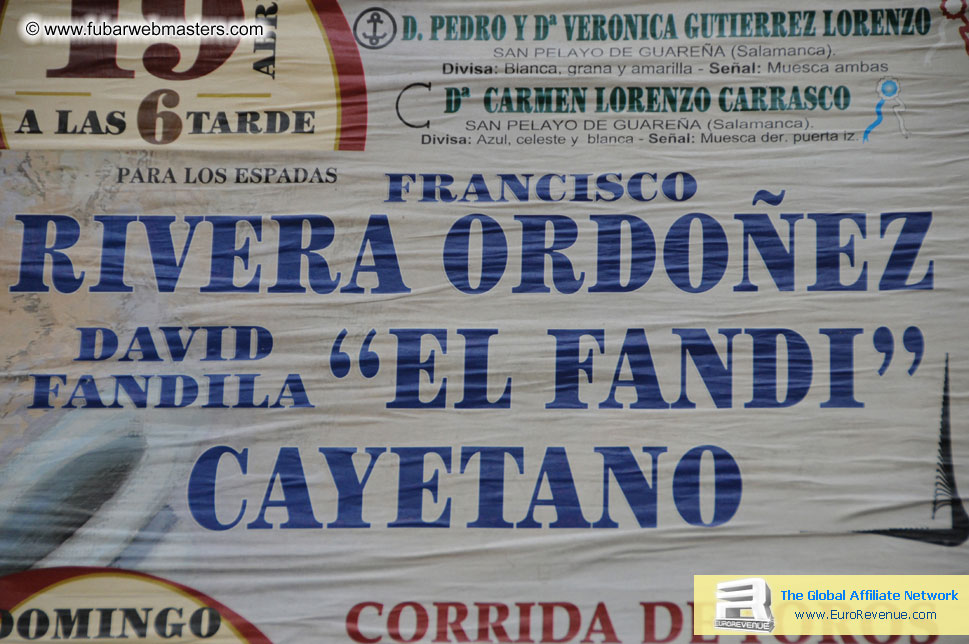 © www.fubarwebmasters.com
19 ABR
A LAS 6 TARDE
D. PEDRO Y Dª VERONICA GUTIERREZ LORENZO
SAN PELAYO DE GUAREÑA (Salamanca).
Divisa: Blanca, grana y amarilla - Señal: Muesca ambas
Dª CARMEN LORENZO CARRASCO
SAN PELAYO DE GUAREÑA (Salamanca).
Divisa: Azul, celeste y blanca - Señal: Muesca der. puerta iz.
PARA LOS ESPADAS
FRANCISCO
RIVERA ORDOÑEZ
DAVID FANDILA "EL FANDI"
CAYETANO
DOMINGO
CORRIDA DE TOROS
EUROREVENUE
The Global Affiliate Network
www.EuroRevenue.com